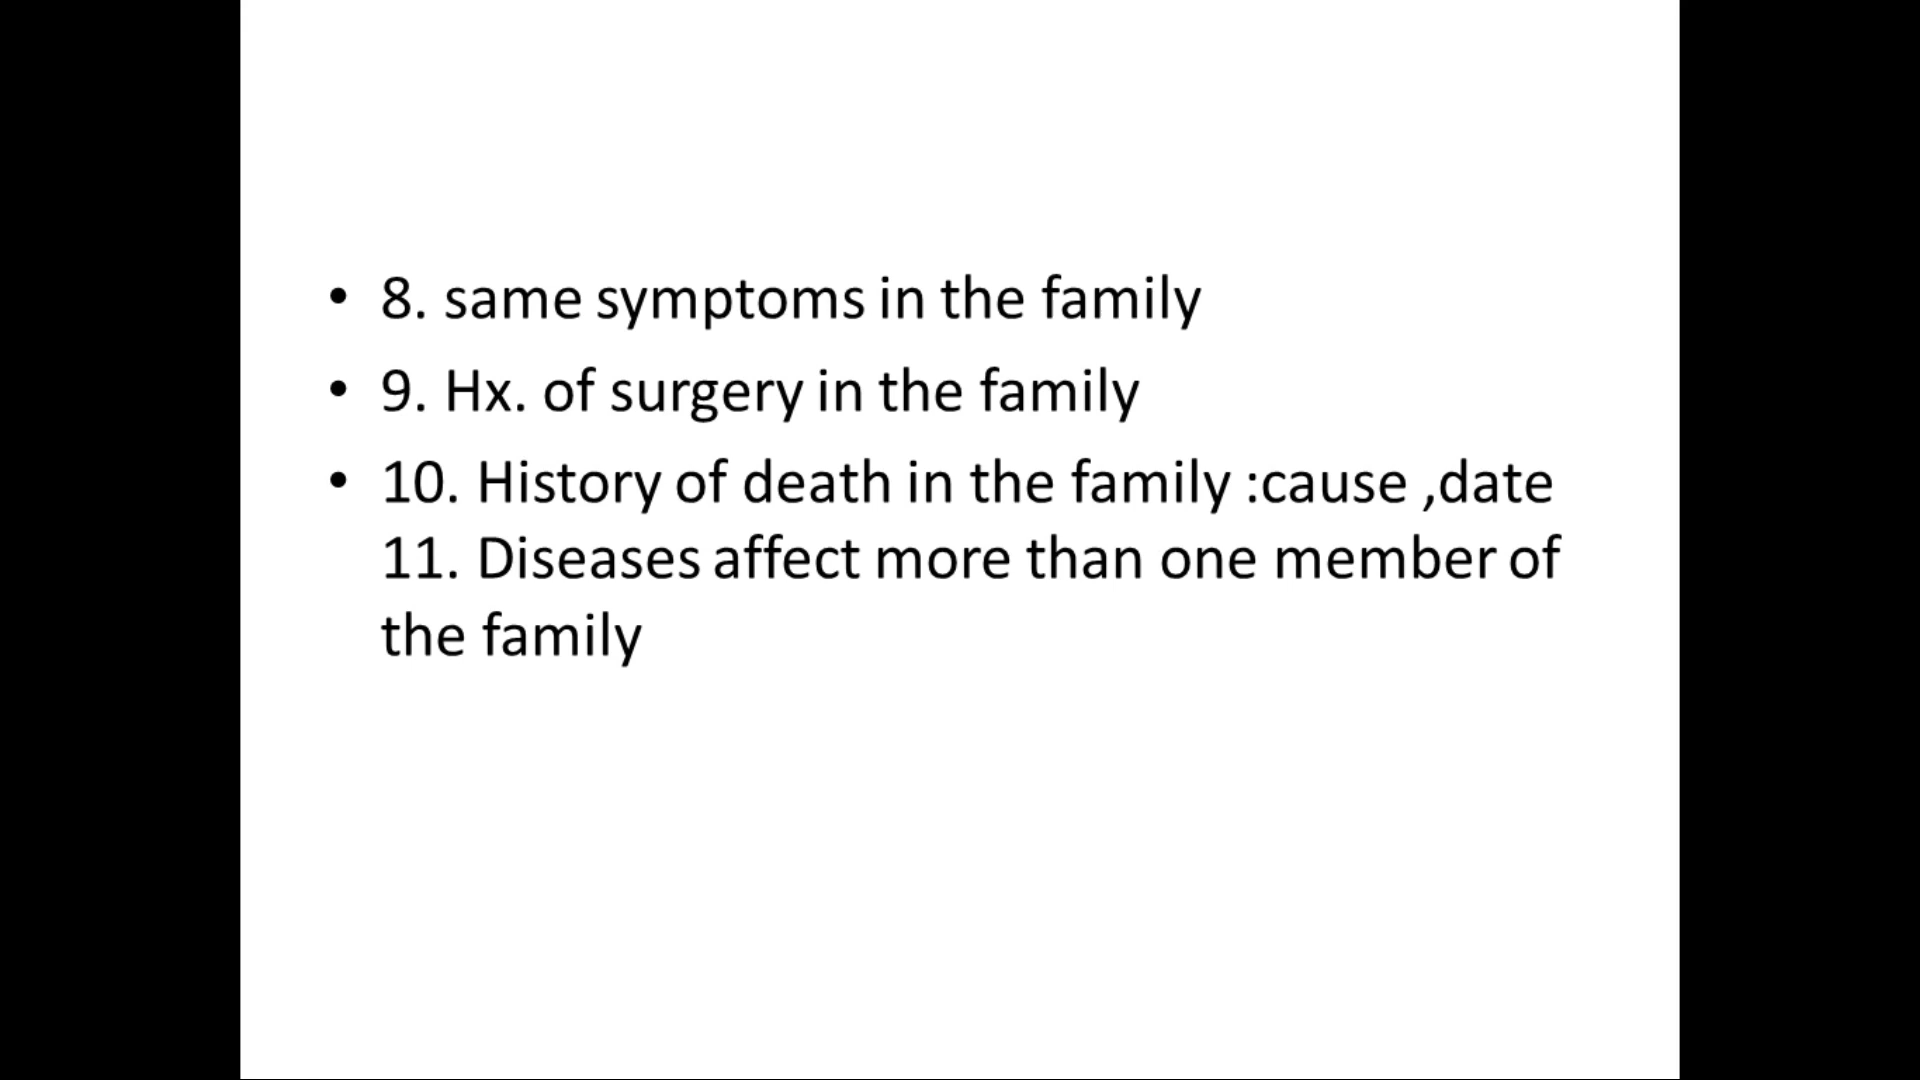 • 8. same symptoms in the family
• 9. Hx. of surgery in the family
• 10. History of death in the family :cause ,date
11. Diseases affect more than one member of
the family